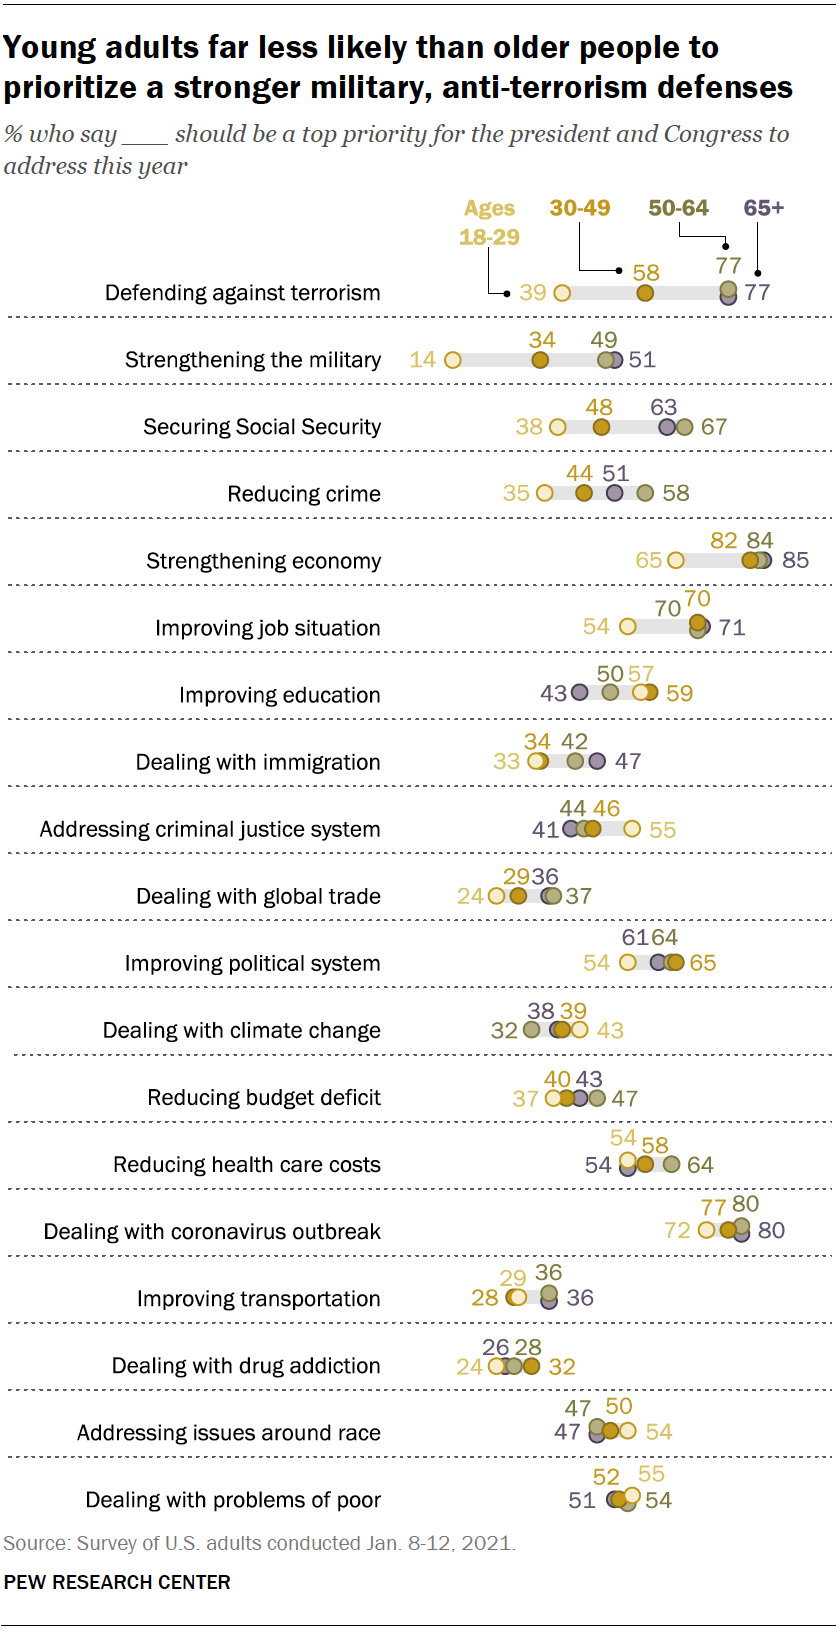 Young adults far less likely than older people to
prioritize a stronger military, anti-terrorism defenses
% who say ___ should be a top priority for the president and Congress to
address this year
Ages 30-49 50-64 65+
18-29
58 77
Defending against terrorism 39 77
34 49
Strengthening the military 14 51
48 63
Securing Social Security 38 67
44 51
Reducing crime 35 58
82 84
Strengthening economy 65 85
70 70
Improving job situation 54 71
50 57
Improving education 43 59
34 42
Dealing with immigration 33 47
44 46
Addressing criminal justice system 41 55
29 36
Dealing with global trade 24 37
61 64
Improving political system 54 65
38 39
Dealing with climate change 32 43
40 43
Reducing budget deficit 37 47
54 58
Reducing health care costs 54 64
77 80
Dealing with coronavirus outbreak 72 80
29 36
Improving transportation 28 36
26 28
Dealing with drug addiction 24 32
47 50
Addressing issues around race 47 54
52 55
Dealing with problems of poor 51 54
Source: Survey of U.S. adults conducted Jan. 8-12, 2021.
PEW RESEARCH CENTER